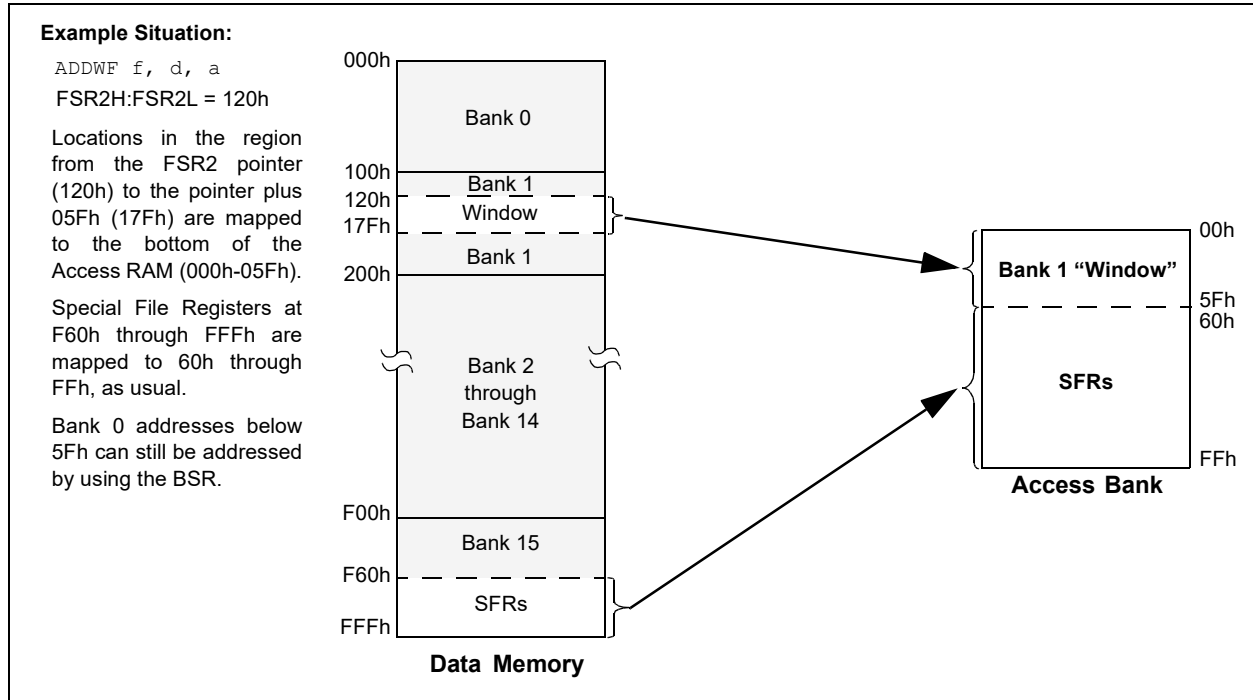 Example Situation:
ADDWF f, d, a
FSR2H:FSR2L = 120h
Locations in the region
from the FSR2 pointer
(120h) to the pointer plus
05Fh (17Fh) are mapped
to the bottom of the
Access RAM (000h-05Fh).
Special File Registers at
F60h through FFFh are
mapped to 60h through
FFh, as usual.
Bank 0 addresses below
5Fh can still be addressed
by using the BSR.
000h
Bank 0
100h
Bank 1
120h
Window
17Fh
Bank 1
200h
Bank 2
through
Bank 14
F00h
Bank 15
F60h
SFRs
FFFh
Data Memory
00h
Bank 1 “Window”
5Fh
60h
SFRs
FFh
Access Bank